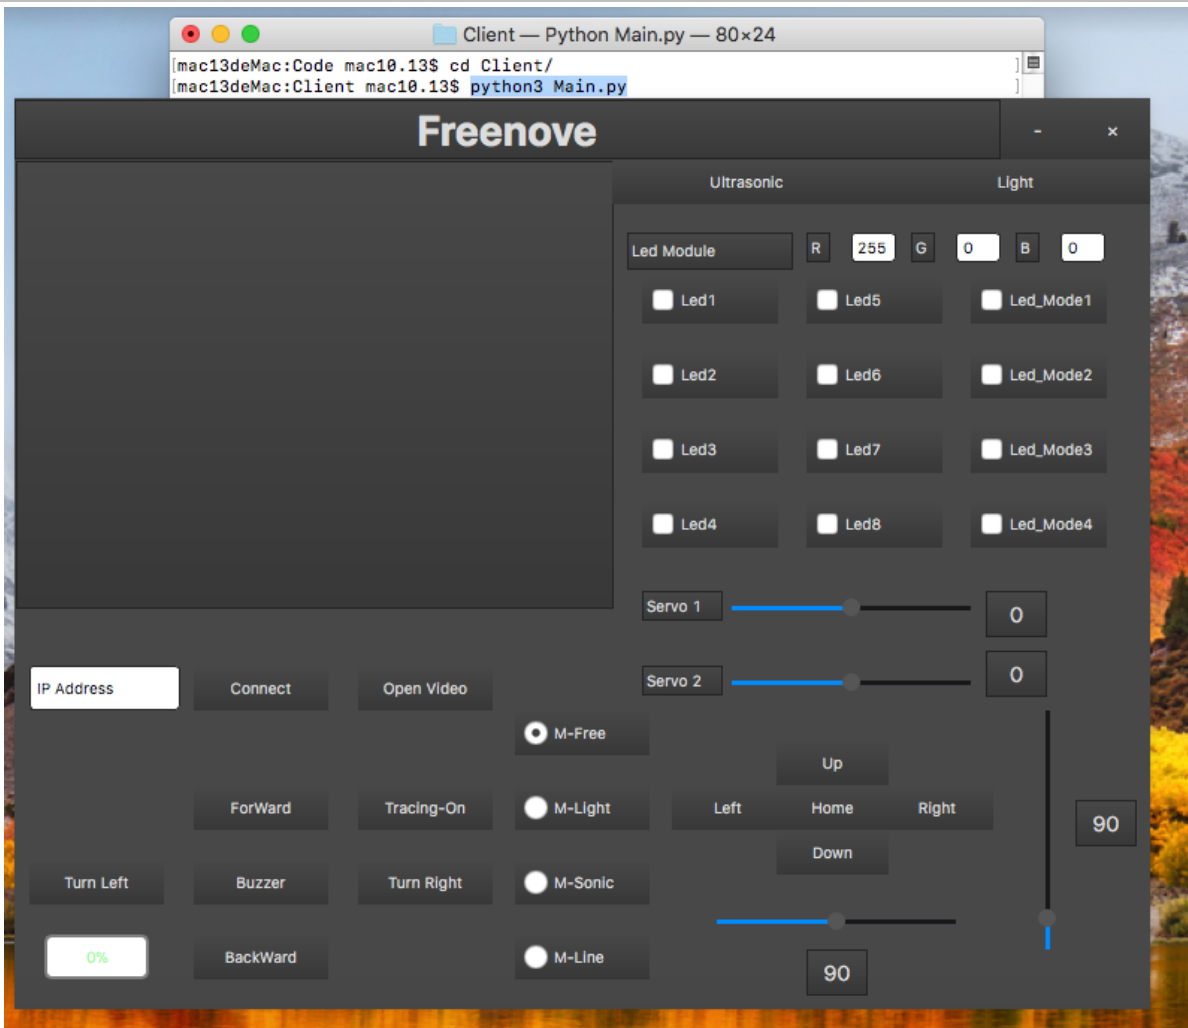 Client — Python Main.py — 80×24
[mac13deMac:Code mac10.13$ cd Client/ ]
[mac13deMac:Client mac10.13$ python3 Main.py ]
Freenove - ×
Ultrasonic Light
Led Module R 255 G 0 B 0
Led1 Led5 Led_Mode1
Led2 Led6 Led_Mode2
Led3 Led7 Led_Mode3
Led4 Led8 Led_Mode4
Servo 1 0
IP Address Connect Open Video Servo 2 0
M-Free
Up
ForWard Tracing-On M-Light Left Home Right 90
Down
Turn Left Buzzer Turn Right M-Sonic
0% BackWard M-Line 90